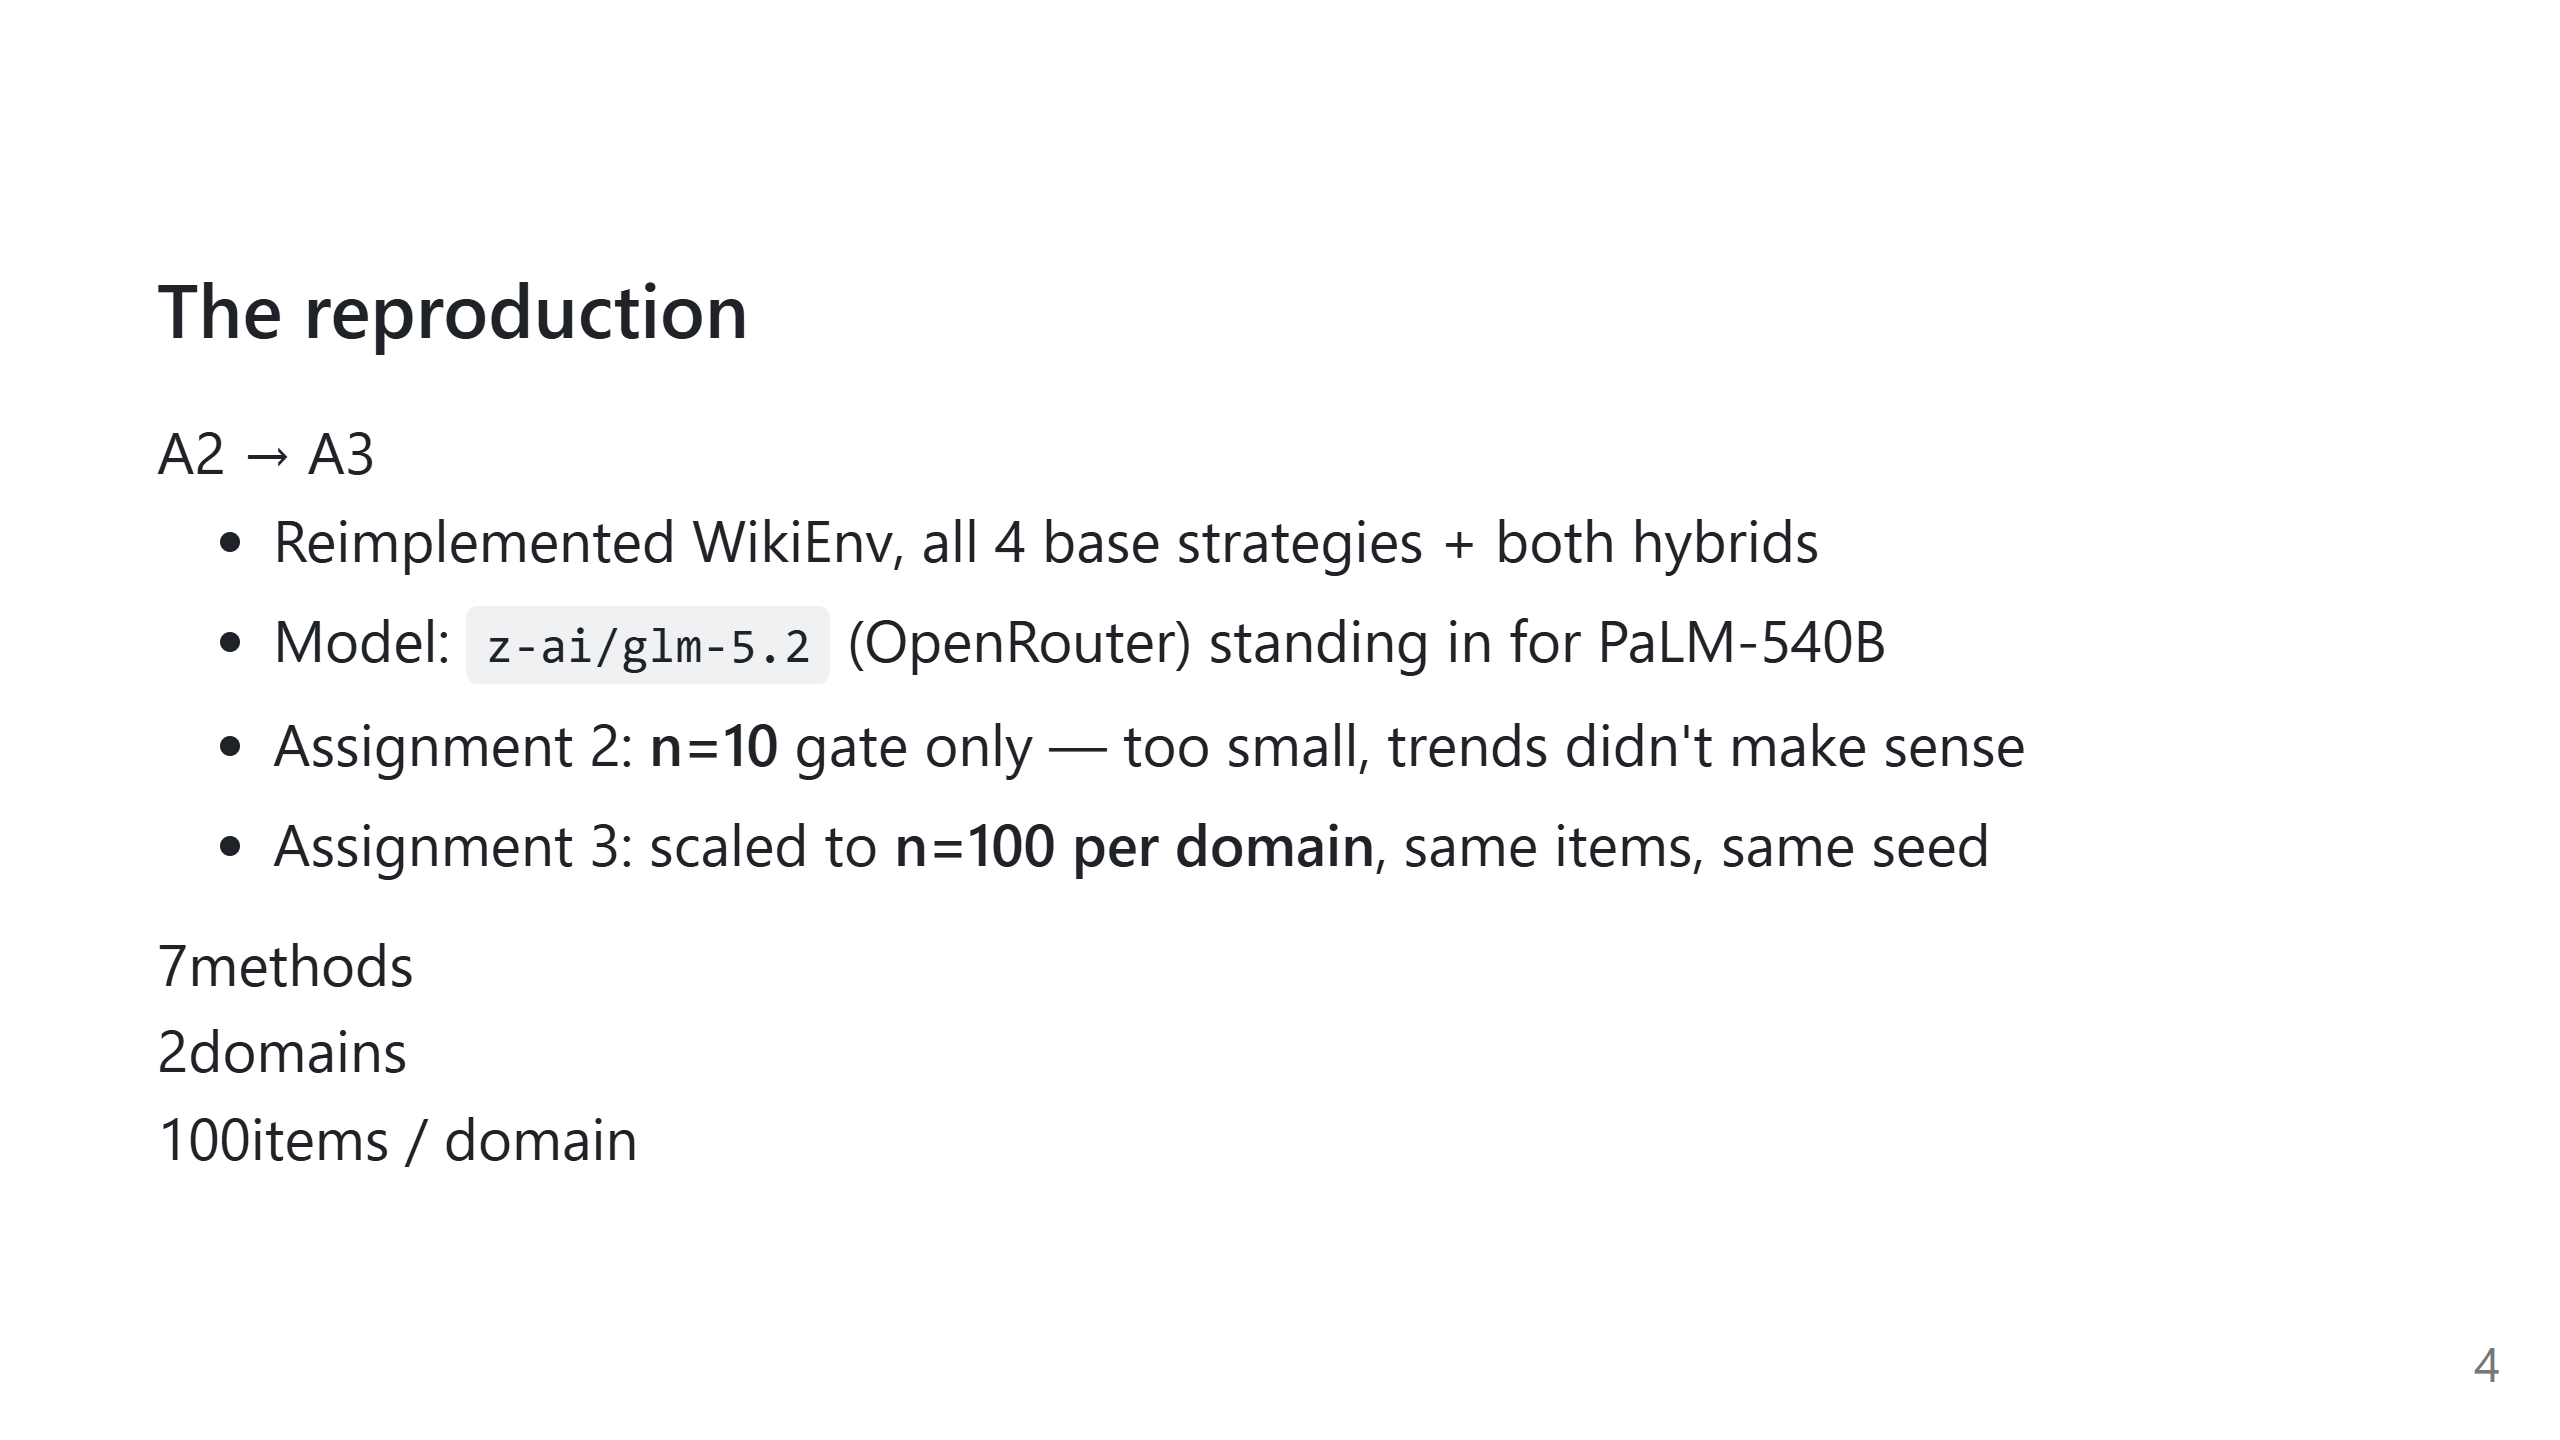 The reproduction
A2 → A3
• Reimplemented WikiEnv, all 4 base strategies + both hybrids
• Model: z-ai/glm-5.2 (OpenRouter) standing in for PaLM-540B
• Assignment 2: n=10 gate only — too small, trends didn't make sense
• Assignment 3: scaled to n=100 per domain, same items, same seed
7methods
2domains
100items / domain
4